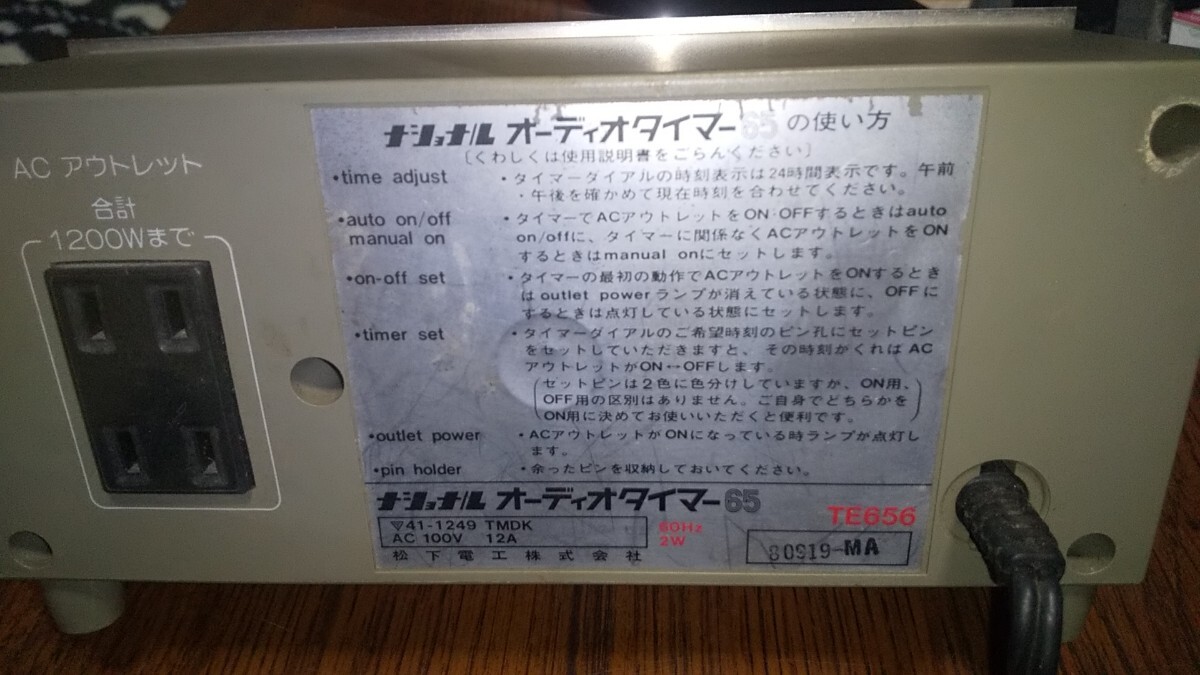 AC アウトレット
合計
1200Wまで
ナショナル オーディオタイマー65の使い方
〔くわしくは使用説明書をごらんください〕
•time adjust
・タイマーダイアルの時刻表示は24時間表示です。午前
・午後を確かめて現在時刻を合わせてください。
•auto on/off
manual on
・タイマーでACアウトレットをON·OFFするときはauto
on/offに、タイマーに関係なくACアウトレットをON
するときはmanual onにセットします。
•on-off set
・タイマーの最初の動作でACアウトレットをONするとき
は outlet power ランプが消えている状態に、OFFに
するときは点灯している状態にセットします。
•timer set
・タイマーダイアルのご希望時刻のピン孔にセットピン
をセットしていただきますと、その時刻がくればAC
アウトレットがON↔OFFします。
(セットピンは2色に色分けしていますが、ON用、
OFF用の区別はありません。ご自身でどちらかを
ON用に決めてお使いいただくと便利です。)
•outlet power
・ACアウトレットがONになっている時ランプが点灯し
ます。
•pin holder
・余ったピンを収納しておいてください。
ナショナル オーディオタイマー65
41-1249 TMDK
AC 100V 12A
60Hz
2W
TE656
80919-MA
松下電工株式会社